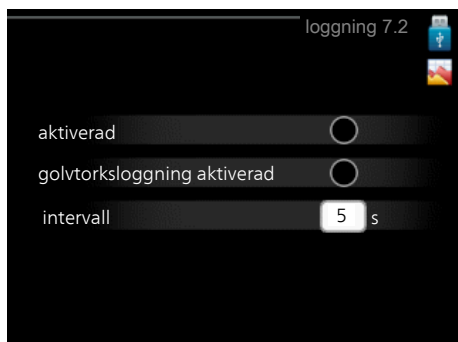 loggning 7.2
aktiverad
golvtorksloggning aktiverad
intervall 5 s